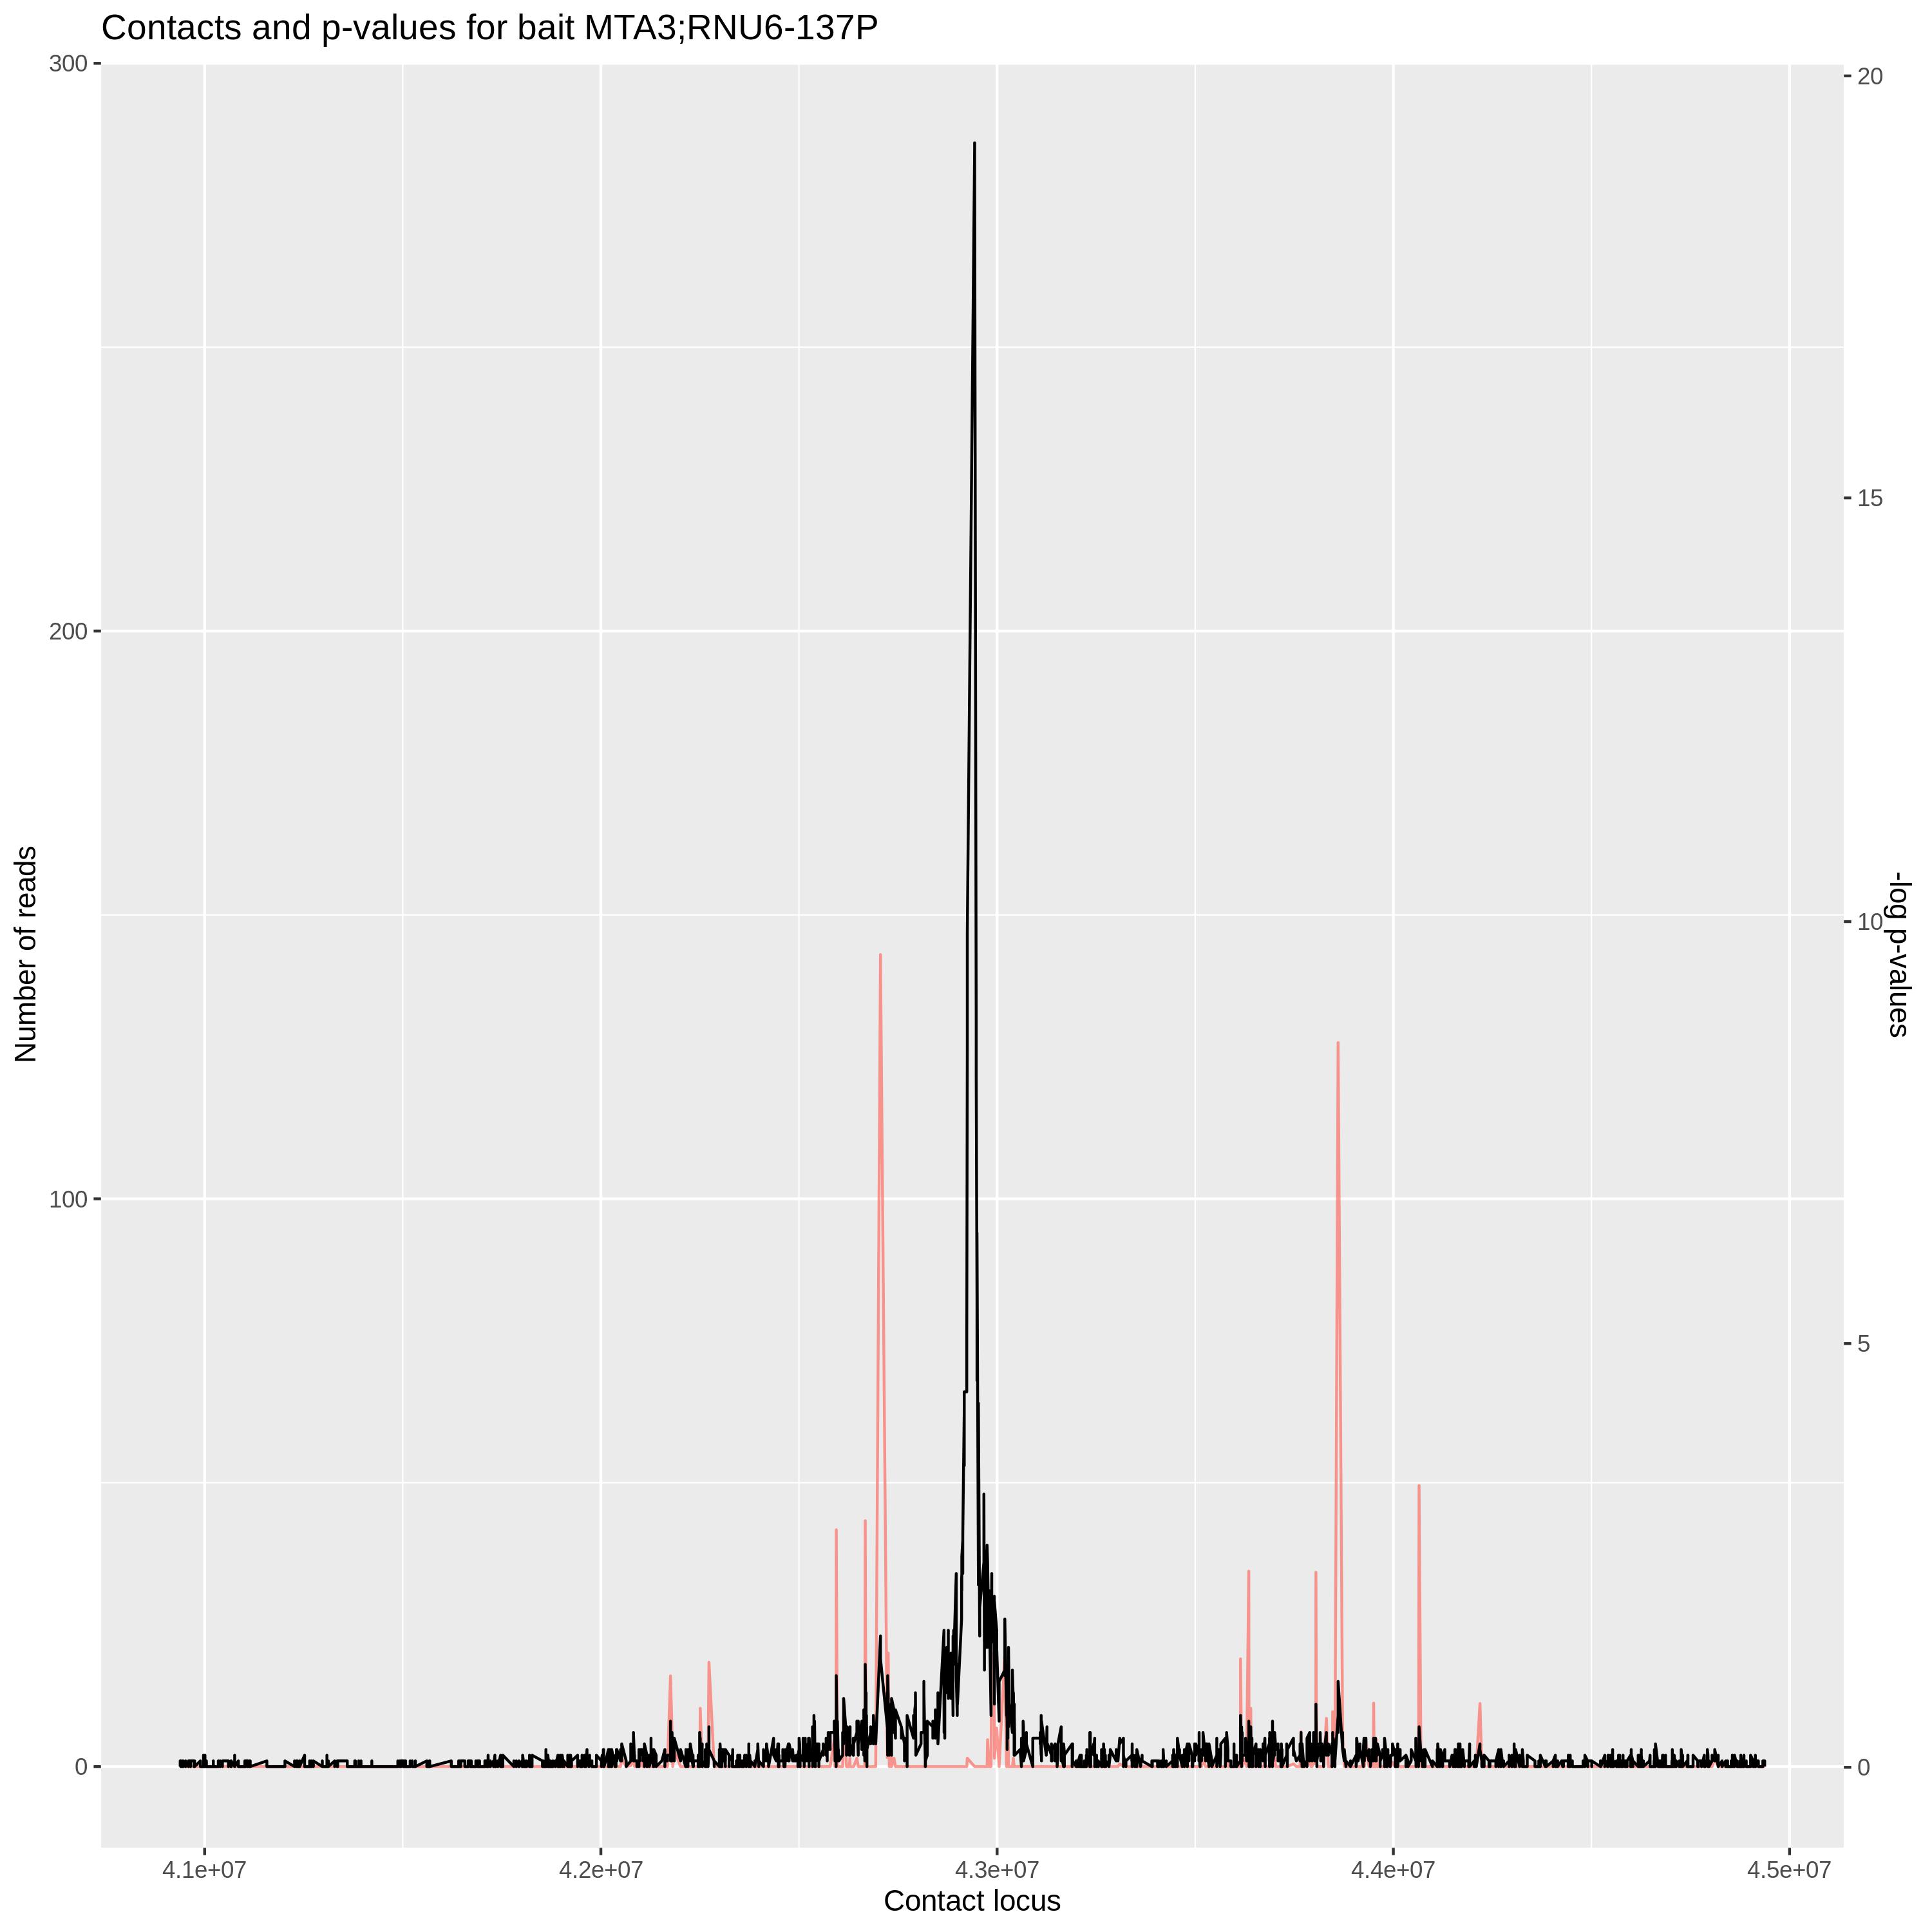 Contacts and p-values for bait MTA3;RNU6-137P
300
200
100
0
Number of reads
20
15
10
5
0
-log p-values
4.1e+07
4.2e+07
4.3e+07
4.4e+07
4.5e+07
Contact locus